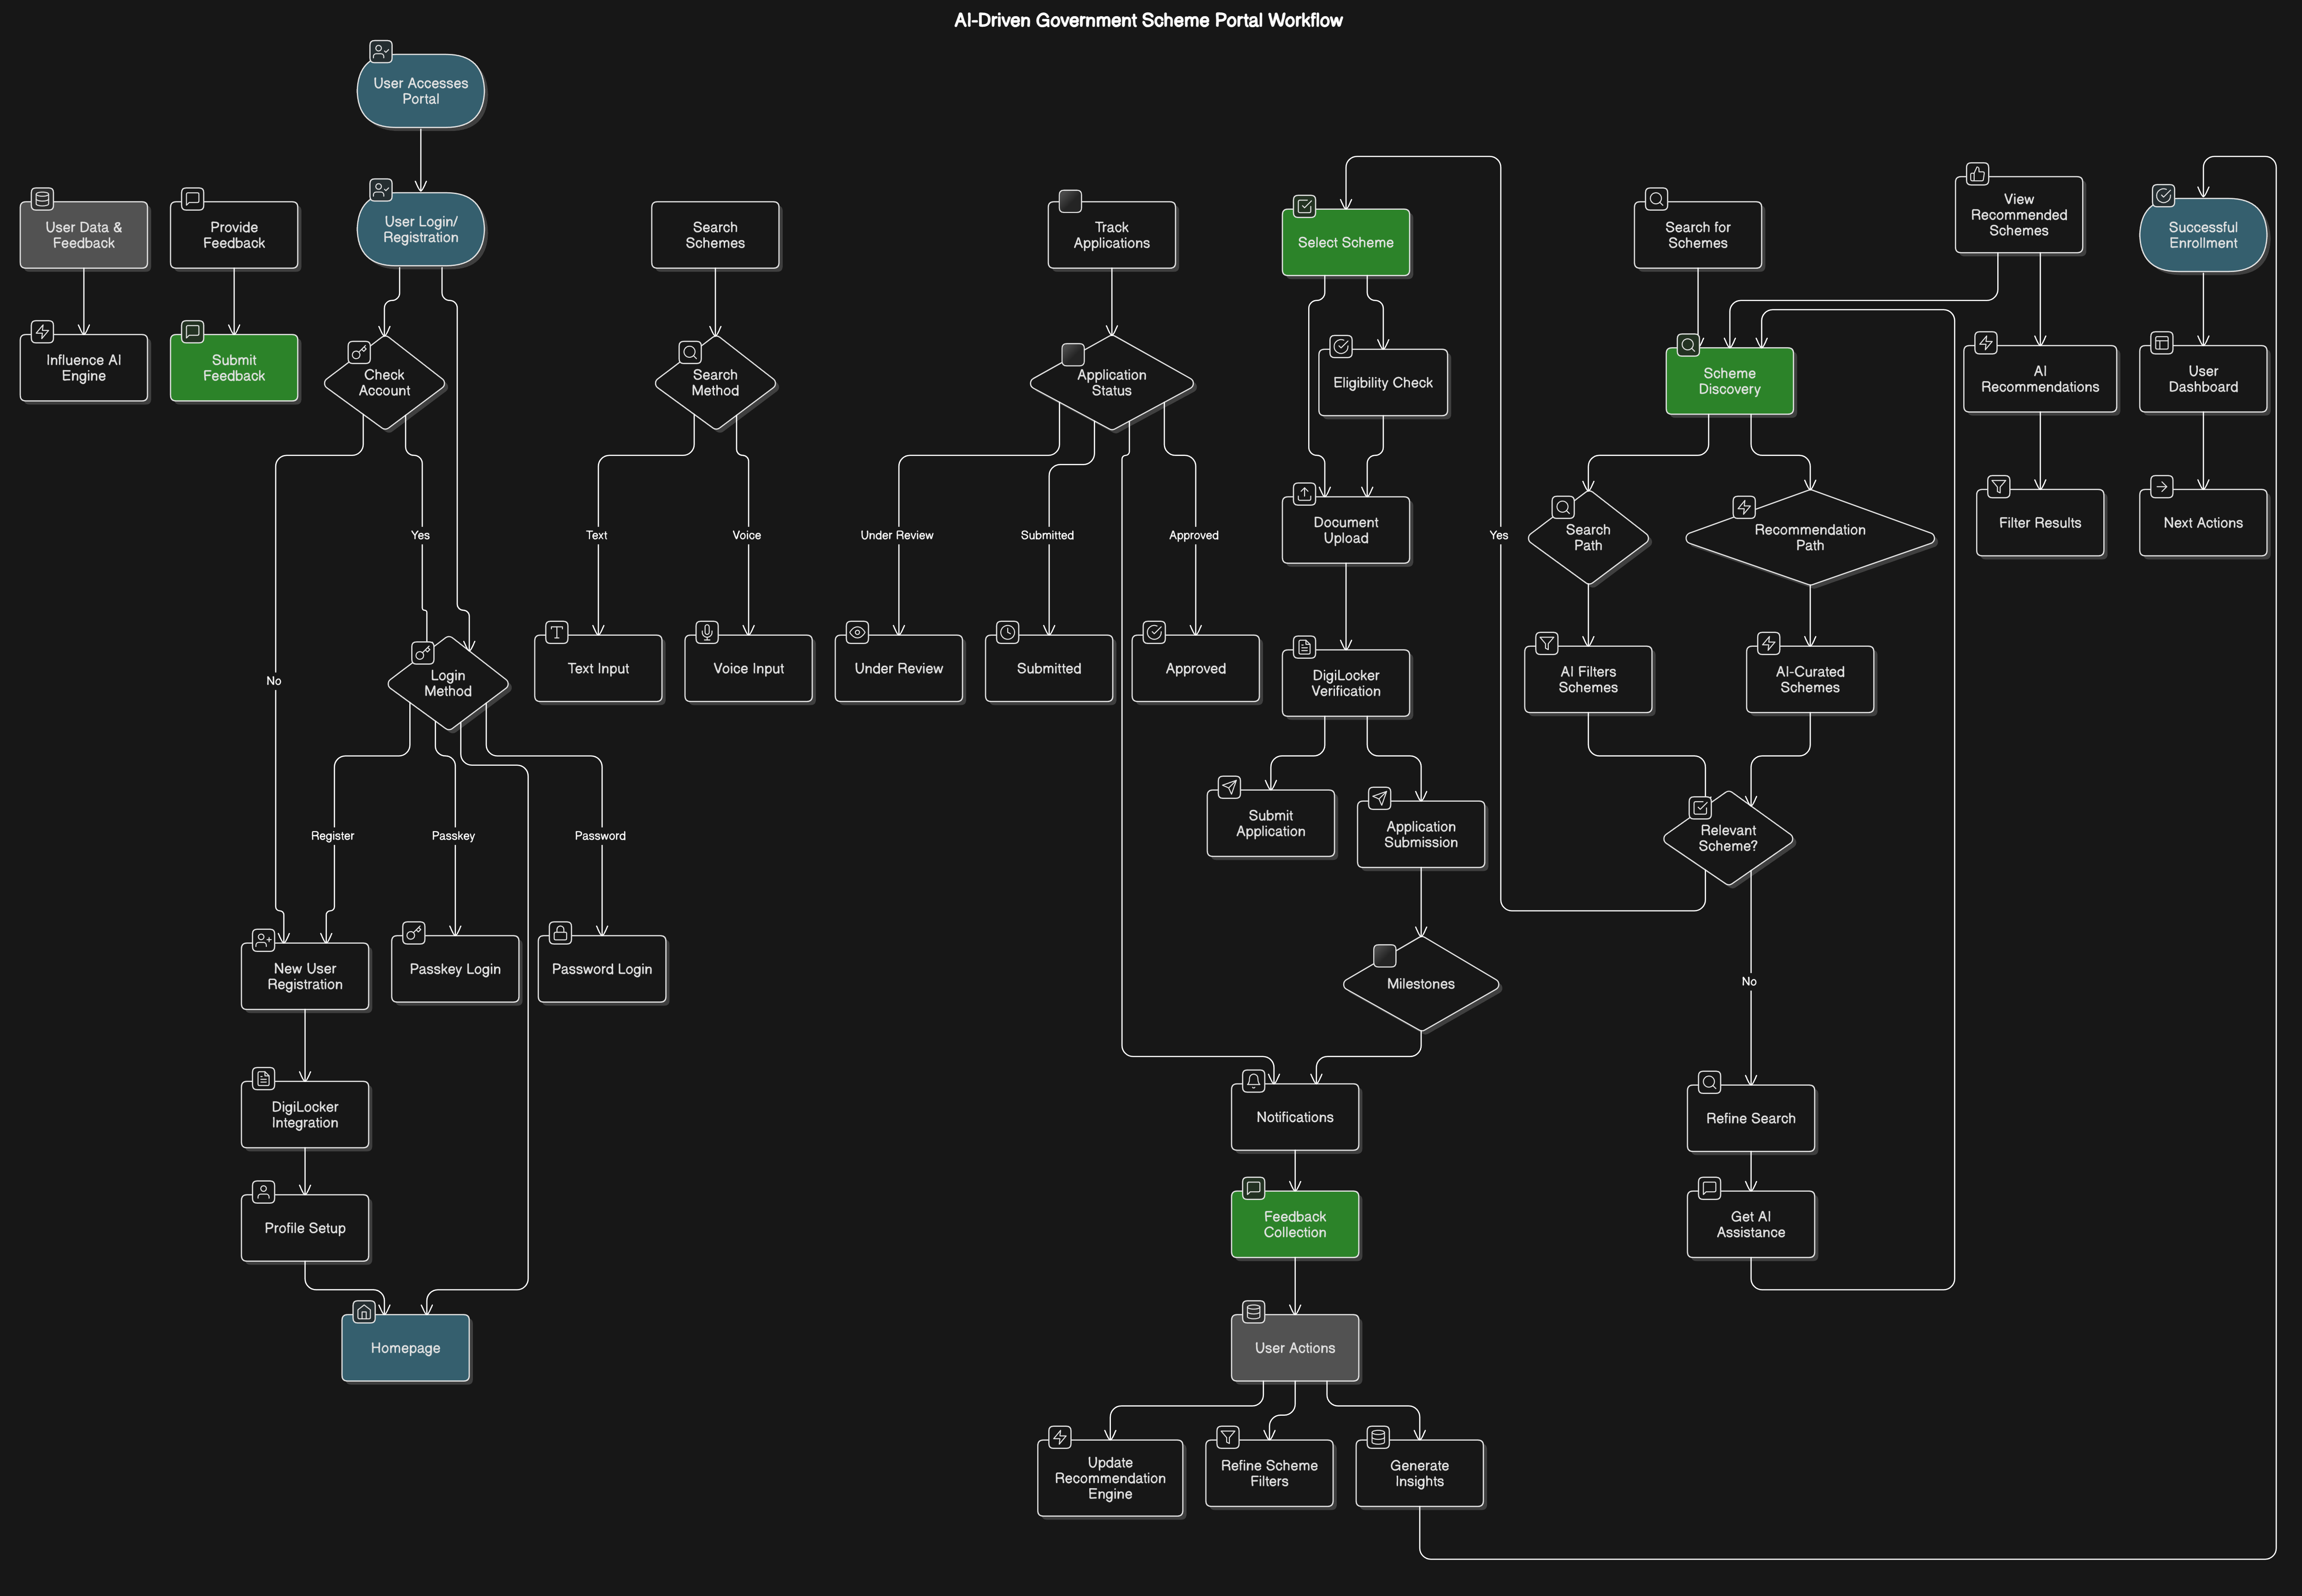 AI-Driven Government Scheme Portal Workflow
User Accesses
Portal
User Data &
Feedback
Provide
Feedback
User Login/
Registration
Search
Schemes
Track
Applications
Select Scheme
Search for
Schemes
View
Recommended
Schemes
Successful
Enrollment
Influence AI
Engine
Submit
Feedback
Check
Account
Search
Method
Application
Status
Eligibility Check
Scheme
Discovery
AI
Recommendations
User
Dashboard
Yes
Text
Voice
Under Review
Submitted
Approved
Document
Upload
Yes
Search
Path
Recommendation
Path
Filter Results
Next Actions
No
Login
Method
Text Input
Voice Input
Under Review
Submitted
Approved
DigiLocker
Verification
AI Filters
Schemes
AI-Curated
Schemes
Register
Passkey
Password
Submit
Application
Application
Submission
Relevant
Scheme?
New User
Registration
Passkey Login
Password Login
Milestones
No
DigiLocker
Integration
Notifications
Refine Search
Profile Setup
Feedback
Collection
Get AI
Assistance
Homepage
User Actions
Update
Recommendation
Engine
Refine Scheme
Filters
Generate
Insights